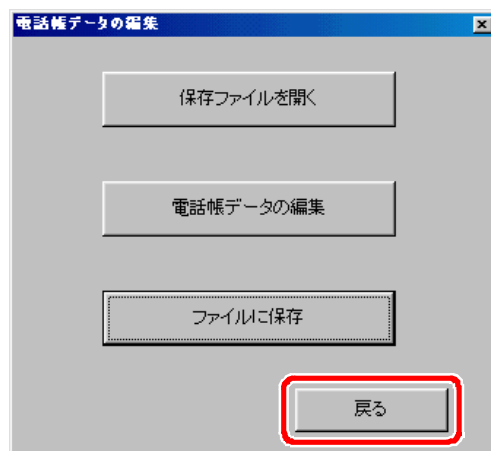 電話帳データの編集
保存ファイルを開く
電話帳データの編集
ファイルに保存
戻る